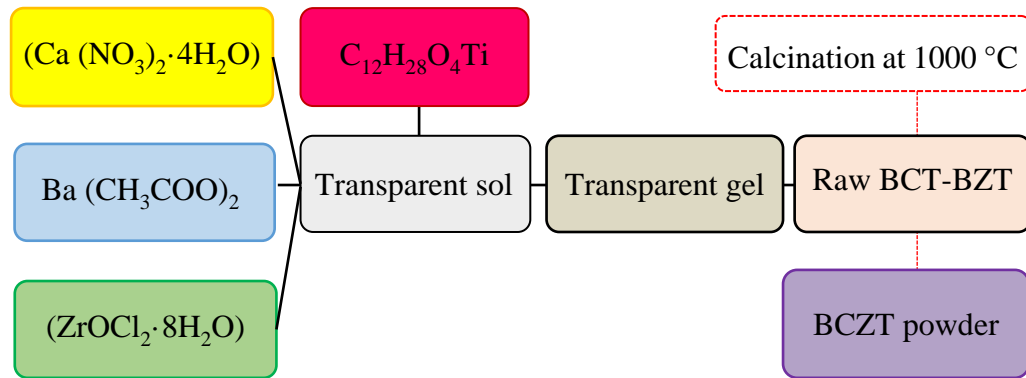 (Ca (NO₃)₂·4H₂O)
C₁₂H₂₈O₄Ti
Calcination at 1000 °C
Ba (CH₃COO)₂
Transparent sol
Transparent gel
Raw BCT-BZT
(ZrOCl₂·8H₂O)
BCZT powder